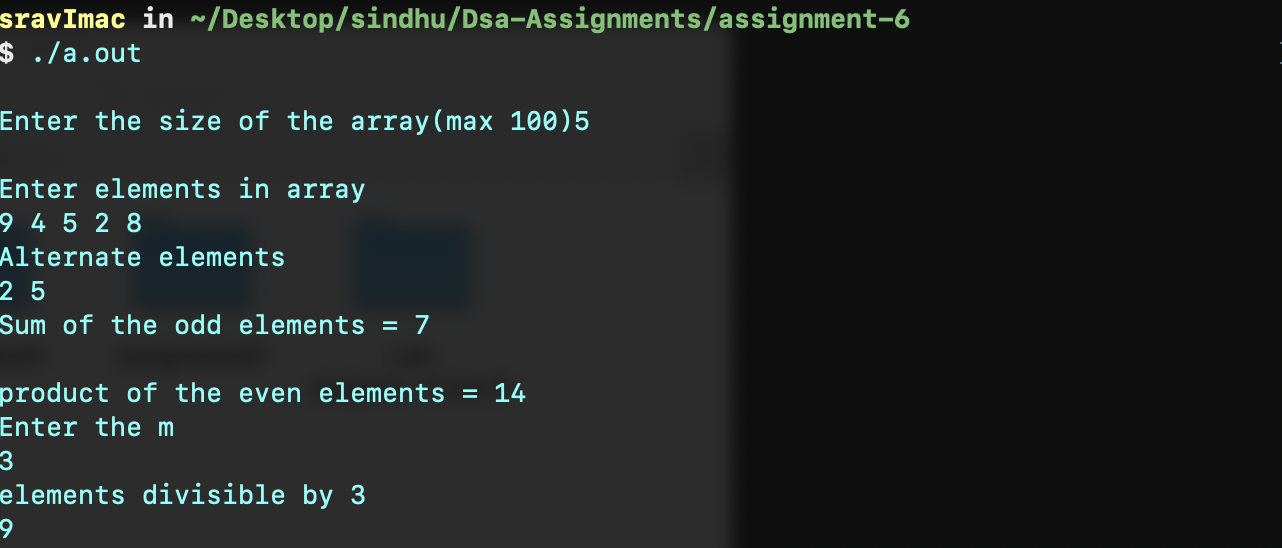 sravImac in ~/Desktop/sindhu/Dsa-Assignments/assignment-6
$ ./a.out
Enter the size of the array(max 100)5
Enter elements in array
9 4 5 2 8
Alternate elements
2 5
Sum of the odd elements = 7
product of the even elements = 14
Enter the m
3
elements divisible by 3
9